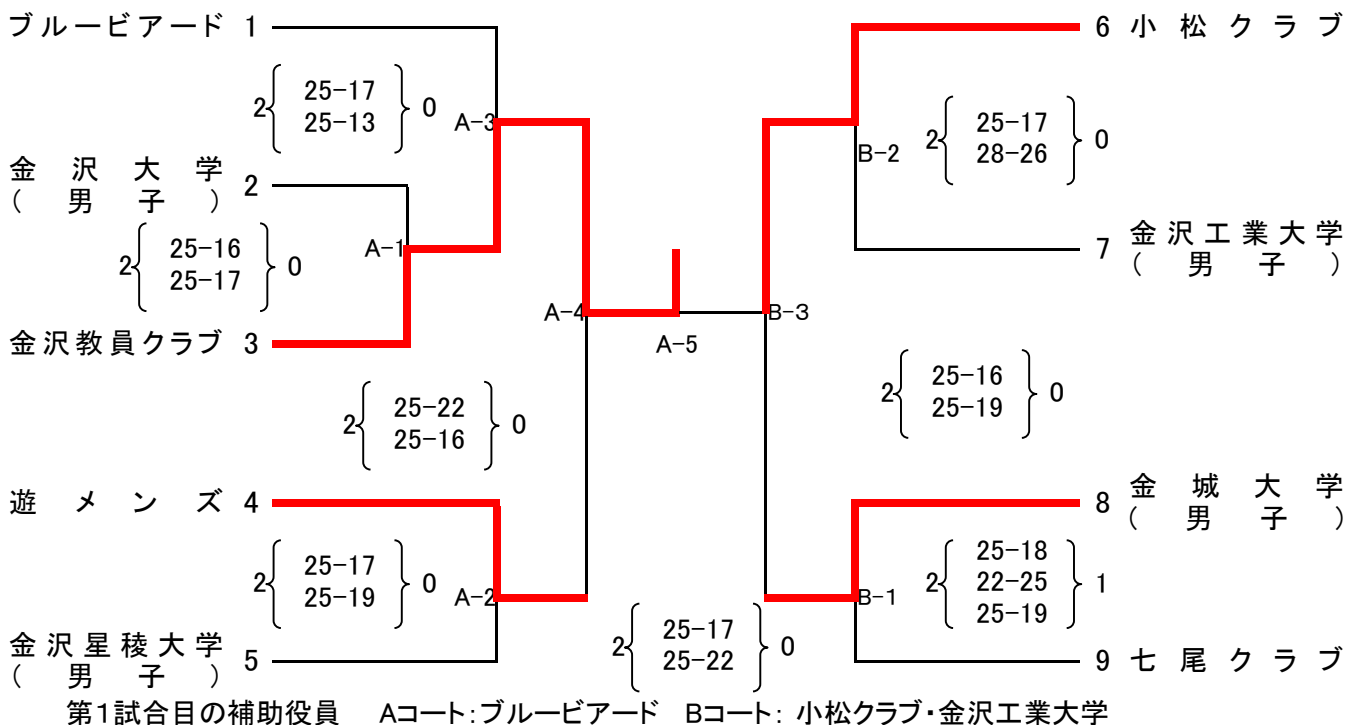 ブルービアード 1
2 25-17 0
25-13
A-3
金沢大学 2
(男子)
2 25-16 0
25-17
A-1
金沢教員クラブ 3
A-4
A-5
2 25-22 0
25-16
遊メンズ 4
2 25-17 0
25-19
A-2
金沢星稜大学 5
(男子)
2 25-17 0
25-22
6 小松クラブ
B-2
2 25-17 0
28-26
7 金沢工業大学
(男子)
B-3
2 25-16 0
25-19
8 金城大学
(男子)
25-18
2 22-25 1
25-19
B-1
9 七尾クラブ
第1試合目の補助役員 Aコート:ブルービアード Bコート: 小松クラブ・金沢工業大学